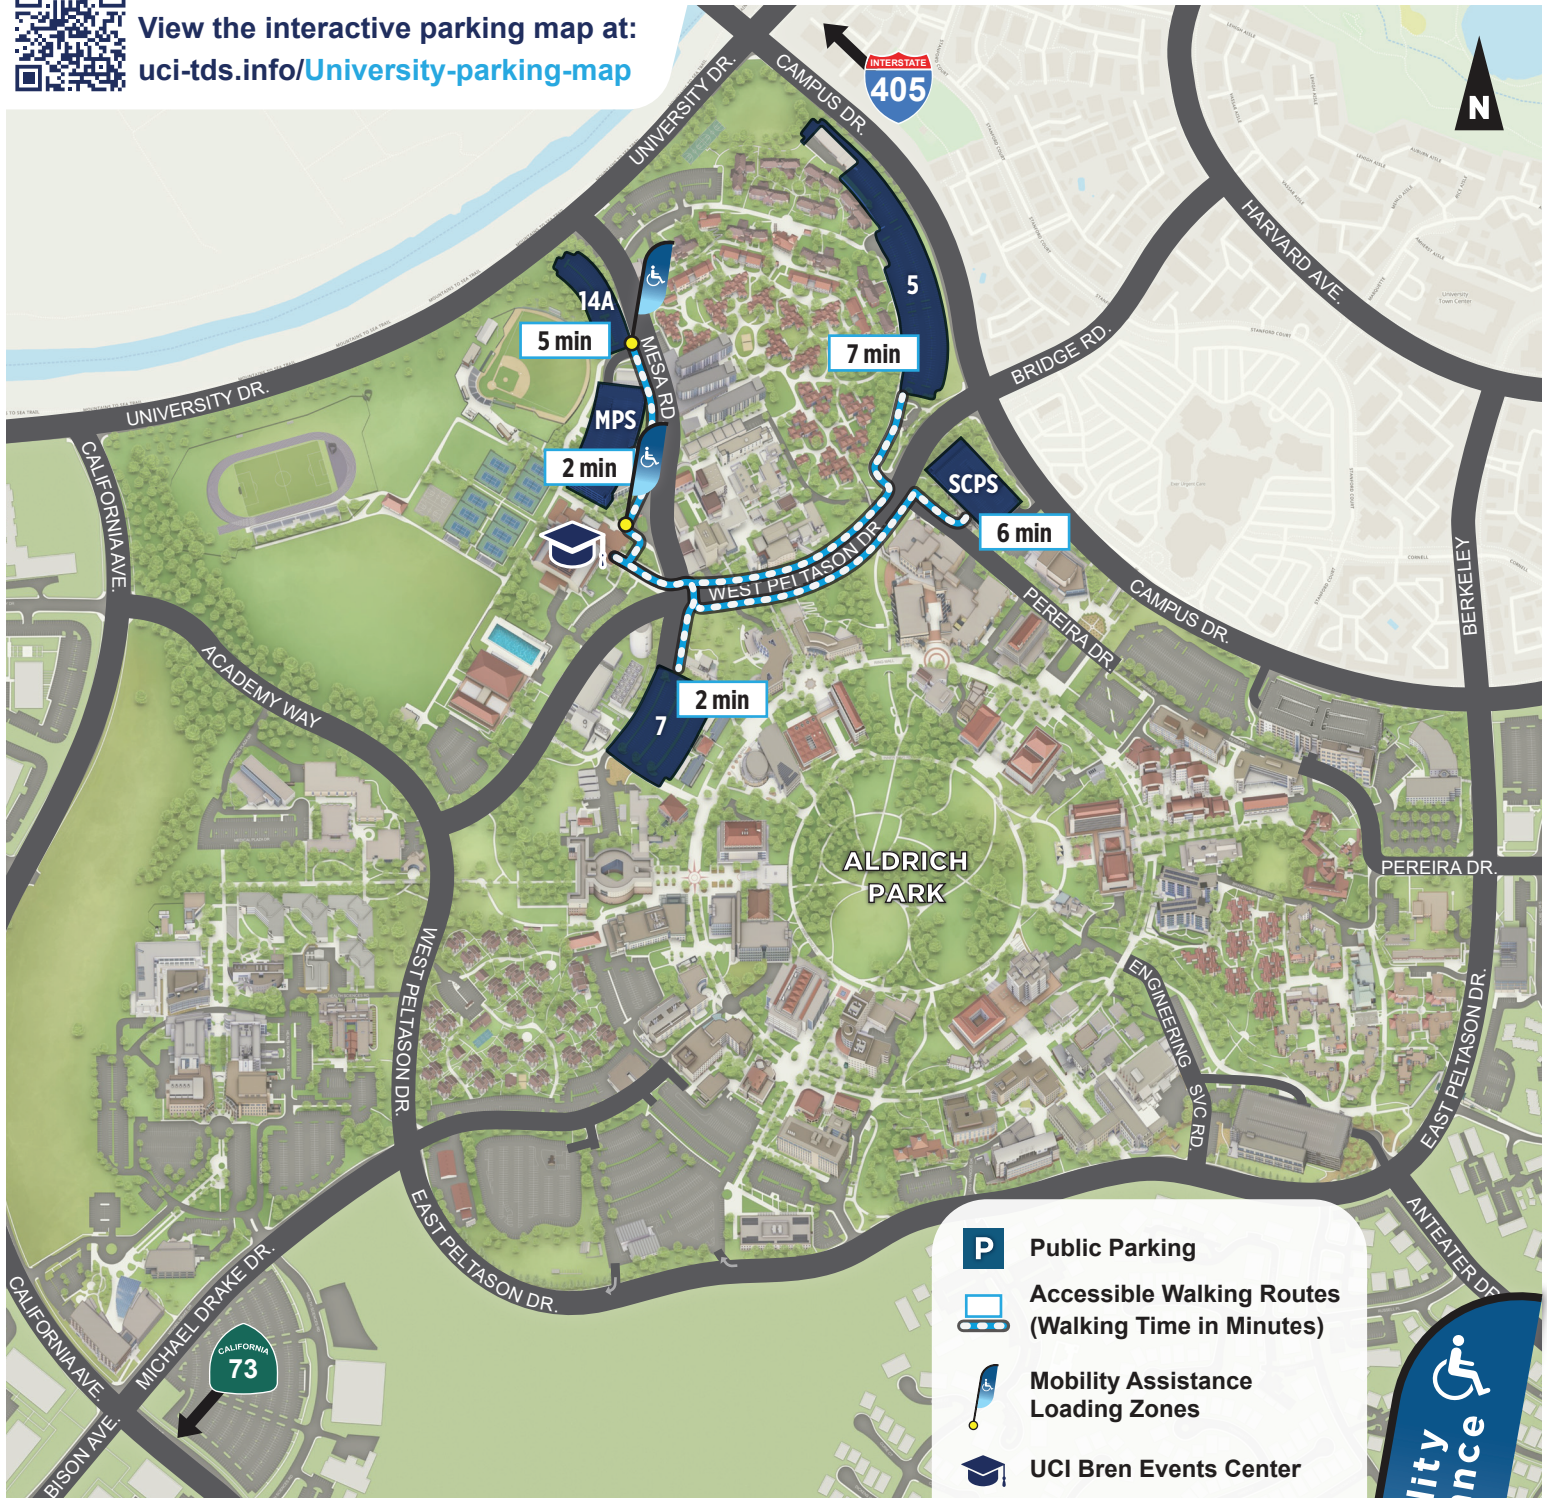 View the interactive parking map at:
uci-tds.info/University-parking-map
INTERSTATE
405
N
CAMPUS DR.
UNIVERSITY DR.
HARVARD AVE.
University
Town Center
STANFORD COURT
14A
5 min
MESA RD
5
7 min
BRIDGE RD.
UNIVERSITY DR.
MPS
2 min
SCPS
6 min
CALIFORNIA AVE.
WEST PELTASON DR.
PEREIRA DR.
CAMPUS DR.
BERKELEY
ACADEMY WAY
7
2 min
ALDRICH
PARK
PEREIRA DR.
WEST PELTASON DR.
ENGINEERING
SVC RD.
EAST PELTASON DR.
EAST PELTASON DR.
ANTEATER DR.
MICHAEL DRAKE DR.
CALIFORNIA AVE.
BISON AVE.
CALIFORNIA
73
P
Public Parking
Accessible Walking Routes
(Walking Time in Minutes)
Mobility Assistance
Loading Zones
UCI Bren Events Center